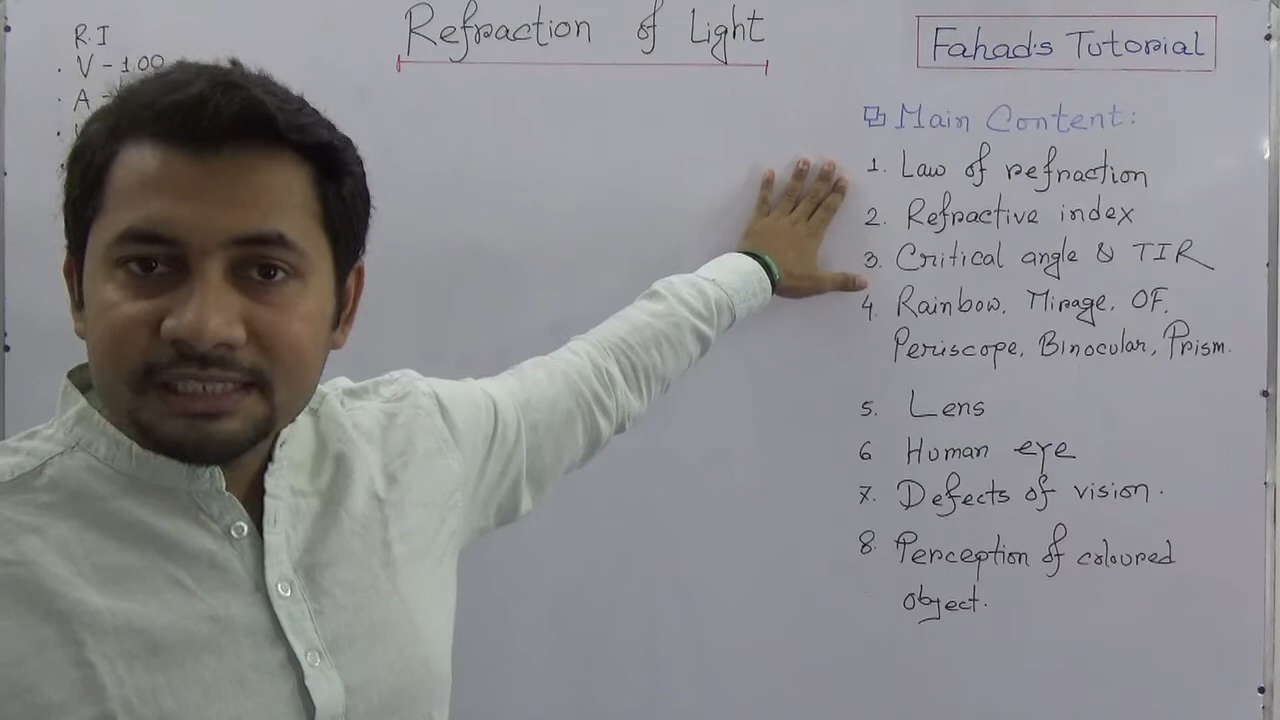 Refraction of Light
Fahad's Tutorial
R.I
· V - 1.00
· A -
Main Content:
1. Law of refraction
2. Refractive index
3. Critical angle & TIR
4. Rainbow. Mirage. OF.
Periscope. Binocular, Prism.
5. Lens
6 Human eye
7. Defects of vision.
8. Perception of coloured
object.